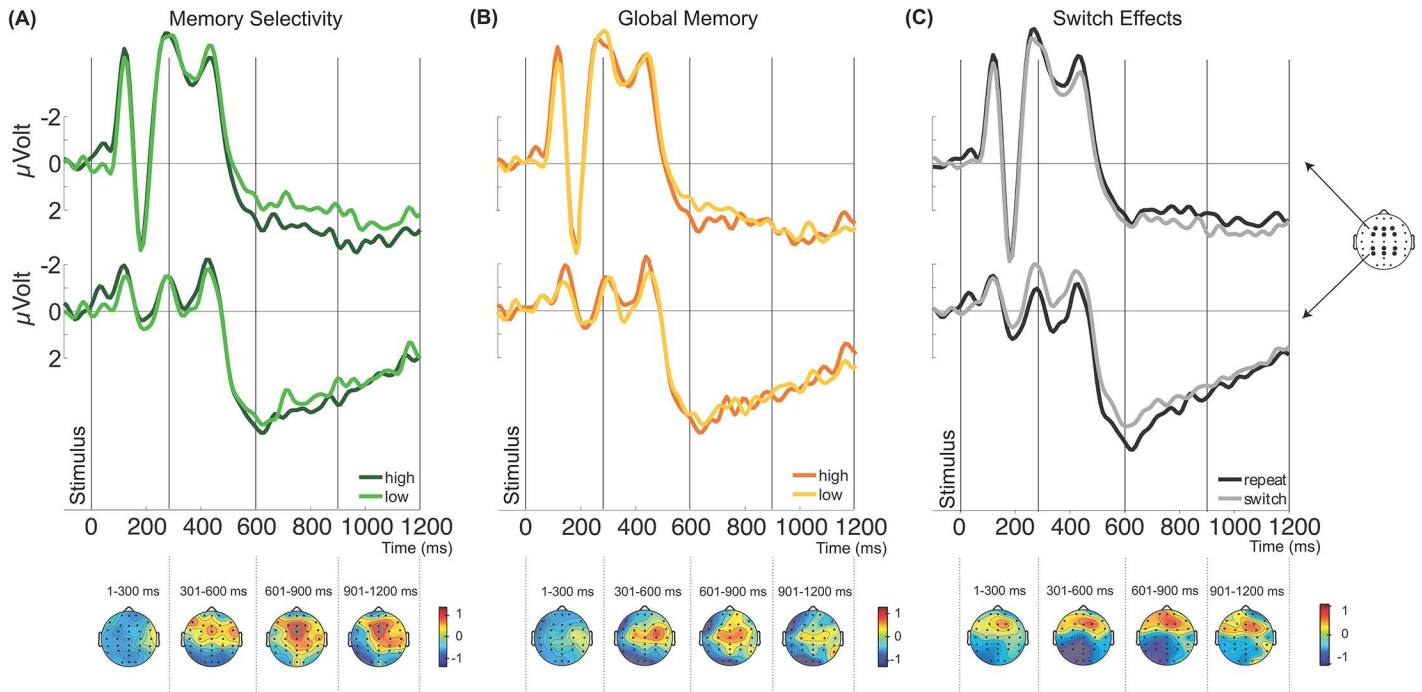 (A) Memory Selectivity (B) Global Memory (C) Switch Effects
-2
0
2
µVolt
-2
0
2
µVolt
Stimulus
high
low
0 200 400 600 800 1000 1200
Time (ms)
Stimulus
high
low
0 200 400 600 800 1000 1200
Time (ms)
Stimulus
repeat
switch
0 200 400 600 800 1000 1200
Time (ms)
1-300 ms 301-600 ms 601-900 ms 901-1200 ms
1
0
-1
1-300 ms 301-600 ms 601-900 ms 901-1200 ms
1
0
-1
1-300 ms 301-600 ms 601-900 ms 901-1200 ms
1
0
-1